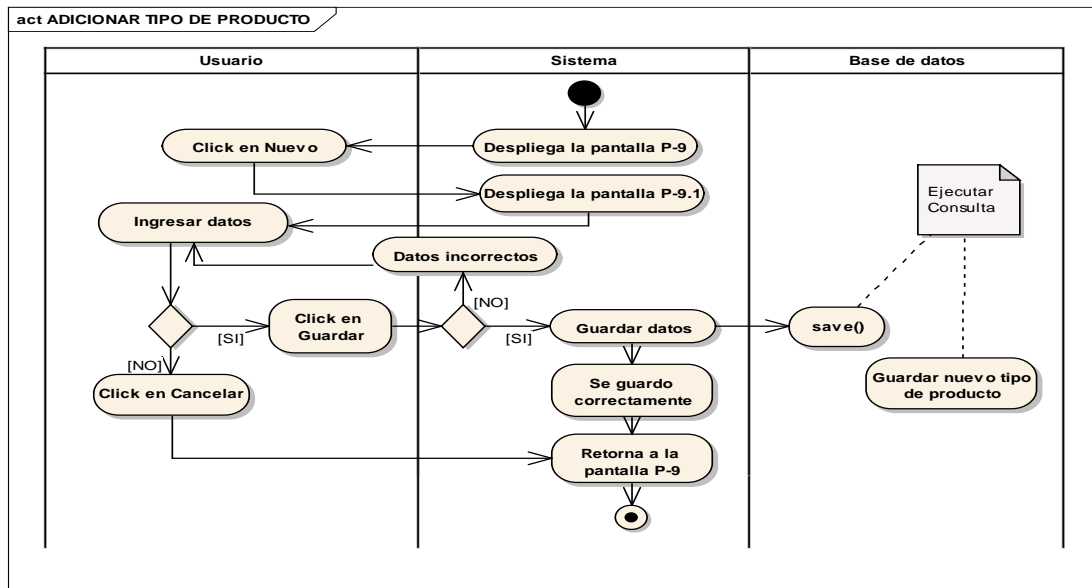 act ADICIONAR TIPO DE PRODUCTO
Usuario
Sistema
Base de datos
Click en Nuevo
Despliega la pantalla P-9
Despliega la pantalla P-9.1
Ejecutar
Consulta
Ingresar datos
Datos incorrectos
[NO]
Click en
Guardar
[SI]
[SI]
Guardar datos
save()
[NO]
Click en Cancelar
Se guardo
correctamente
Guardar nuevo tipo
de producto
Retorna a la
pantalla P-9